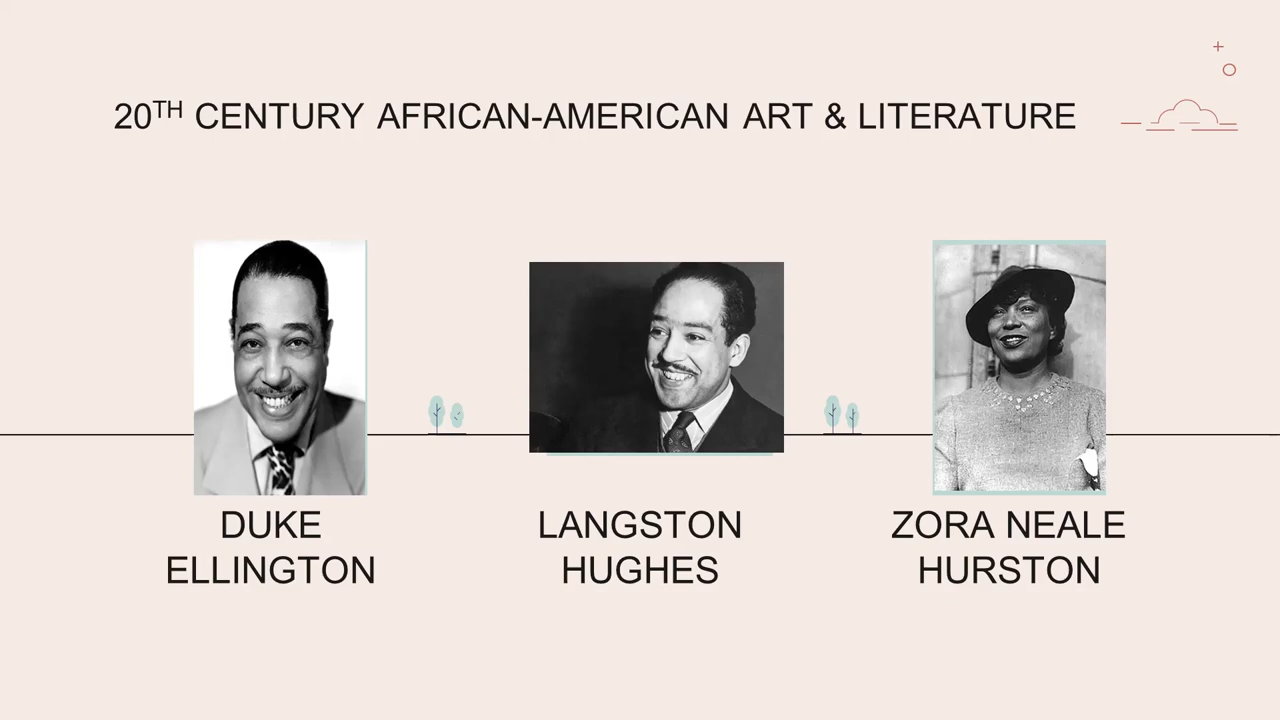 20TH CENTURY AFRICAN-AMERICAN ART & LITERATURE
DUKE
ELLINGTON
LANGSTON
HUGHES
ZORA NEALE
HURSTON